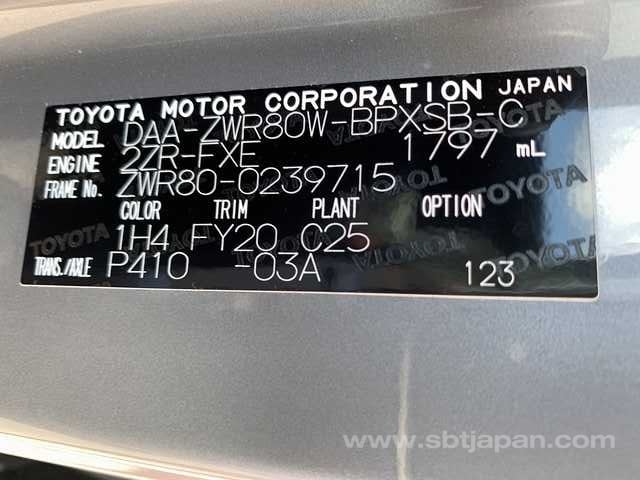 TOYOTA MOTOR CORPORATION JAPAN
MODEL DAA-ZWR80W-BPXSB-C
ENGINE 2ZR-FXE 1797 mL
FRAME No. ZWR80-0239715
COLOR TRIM PLANT OPTION
1H4 FY20 C25
TRANS./AXLE P410 -03A 123
www.sbtjapan.com